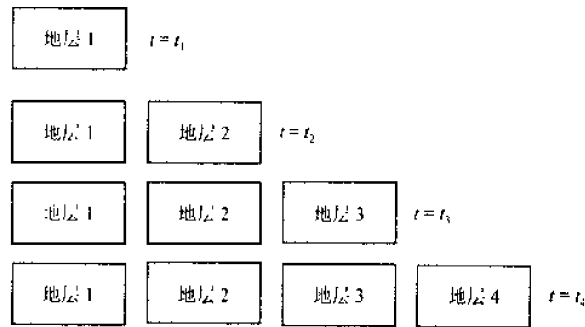 地层 1 t = t₁
地层 1 地层 2 t = t₂
地层 1 地层 2 地层 3 t = t₃
地层 1 地层 2 地层 3 地层 4 t = t₄